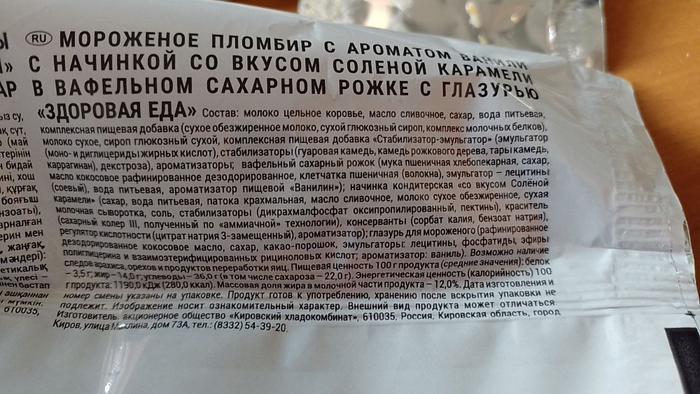 RU МОРОЖЕНОЕ ПЛОМБИР С АРОМАТОМ ВАНИЛИ
С НАЧИНКОЙ СО ВКУСОМ СОЛЕНОЙ КАРАМЕЛИ
В ВАФЕЛЬНОМ САХАРНОМ РОЖКЕ С ГЛАЗУРЬЮ
«ЗДОРОВАЯ ЕДА» Состав: молоко цельное коровье, масло сливочное, сахар, вода питьевая,
комплексная пищевая добавка (сухое обезжиренное молоко, сухой глюкозный сироп, комплекс молочных белков),
молоко сухое, сироп глюкозный сухой, комплексная пищевая добавка «Стабилизатор-эмульгатор» (эмульгатор
(моно- и диглицериды жирных кислот), стабилизаторы (гуаровая камедь, камедь рожкового дерева, тары камедь,
каррагинан), декстроза), ароматизаторы; вафельный сахарный рожок (мука пшеничная хлебопекарная, сахар,
масло кокосовое рафинированное дезодорированное, клетчатка пшеничная (волокна), эмульгатор – лецитины
(соевый), вода питьевая, ароматизатор пищевой «Ванилин»); начинка кондитерская «со вкусом Солёной
карамели» (сахар, вода питьевая, патока крахмальная, масло сливочное, молоко сухое обезжиренное, сухая
молочная сыворотка, соль, стабилизаторы (дикрахмалфосфат оксипропилированный, пектины), краситель
(сахарный колер III, полученный по «аммиачной» технологии), консерванты (сорбат калия, бензоат натрия),
регулятор кислотности (цитрат натрия 3-замещенный), ароматизатор); глазурь для мороженого (рафинированное
дезодорированное кокосовое масло, сахар, какао-порошок, эмульгаторы: лецитины, фосфатиды, эфиры
полиглицерина и взаимоэтерифицированных рициноловых кислот; ароматизатор: ваниль). Возможно наличие
следов арахиса, орехов и продуктов переработки яиц. Пищевая ценность 100 г продукта (средние значения): белок
– 3,5 г; жир – 14,0 г; углеводы – 36,0 г (в том числе сахароза – 22,0 г). Энергетическая ценность (калорийность) 100
г продукта: 1190,0 кДж (280,0 ккал). Массовая доля жира в молочной части продукта – 12,0%. Дата изготовления и
номер смены указаны на упаковке. Продукт готов к употреблению, хранению после вскрытия упаковки не
подлежит. Изображение носит ознакомительный характер. Внешний вид продукта может отличаться
Изготовитель: акционерное общество «Кировский хладокомбинат», 610035, Россия, Кировская область, город
Киров, улица дом 73А, тел.: (8332) 54-39-20.